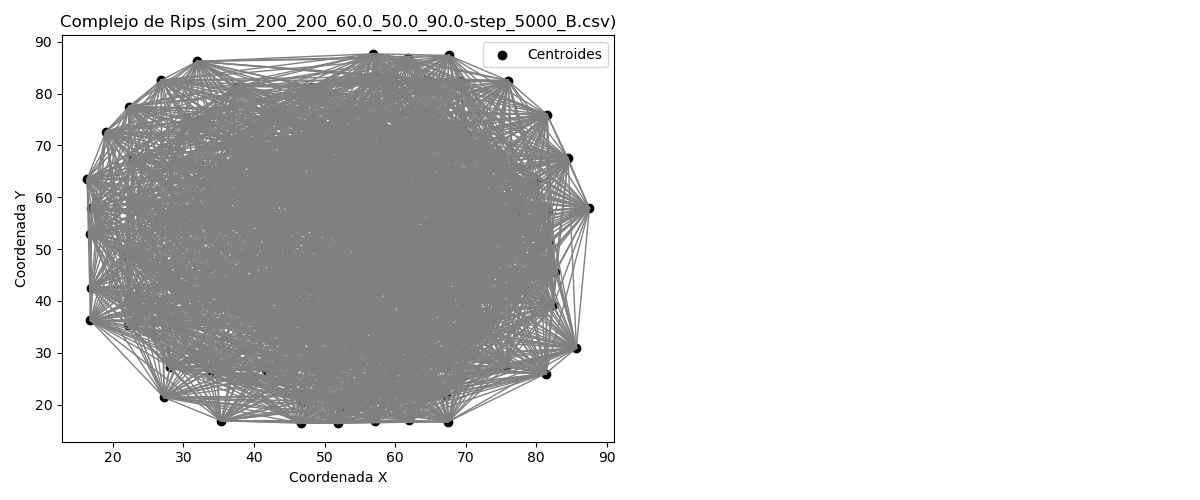 Complejo de Rips (sim_200_200_60.0_50.0_90.0-step_5000_B.csv)
Centroides
90
80
70
60
50
40
30
20
Coordenada Y
20 30 40 50 60 70 80 90
Coordenada X